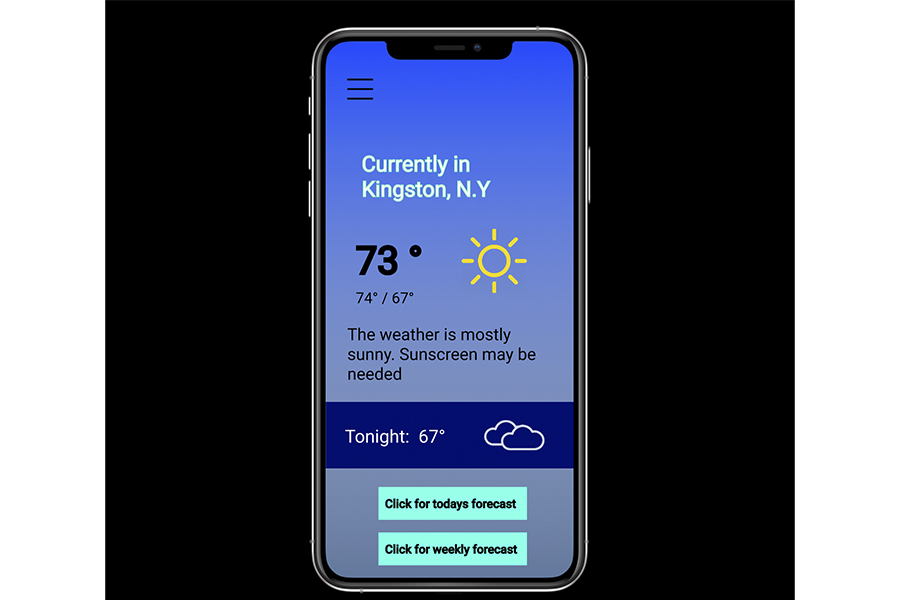 Currently in
Kingston, N.Y
73 °
74° / 67°
The weather is mostly
sunny. Sunscreen may be
needed
Tonight: 67°
Click for todays forecast
Click for weekly forecast